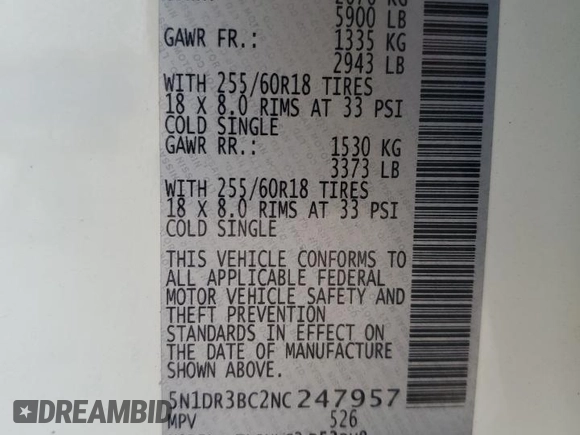 5900 LB
GAWR FR.: 1335 KG
2943 LB
WITH 255/60R18 TIRES
18 X 8.0 RIMS AT 33 PSI
COLD SINGLE
GAWR RR.: 1530 KG
3373 LB
WITH 255/60R18 TIRES
18 X 8.0 RIMS AT 33 PSI
COLD SINGLE
THIS VEHICLE CONFORMS TO
ALL APPLICABLE FEDERAL
MOTOR VEHICLE SAFETY AND
THEFT PREVENTION
STANDARDS IN EFFECT ON
THE DATE OF MANUFACTURE
SHOWN ABOVE.
5N1DR3BC2NC247957
MPV 526
RIDESAFELY